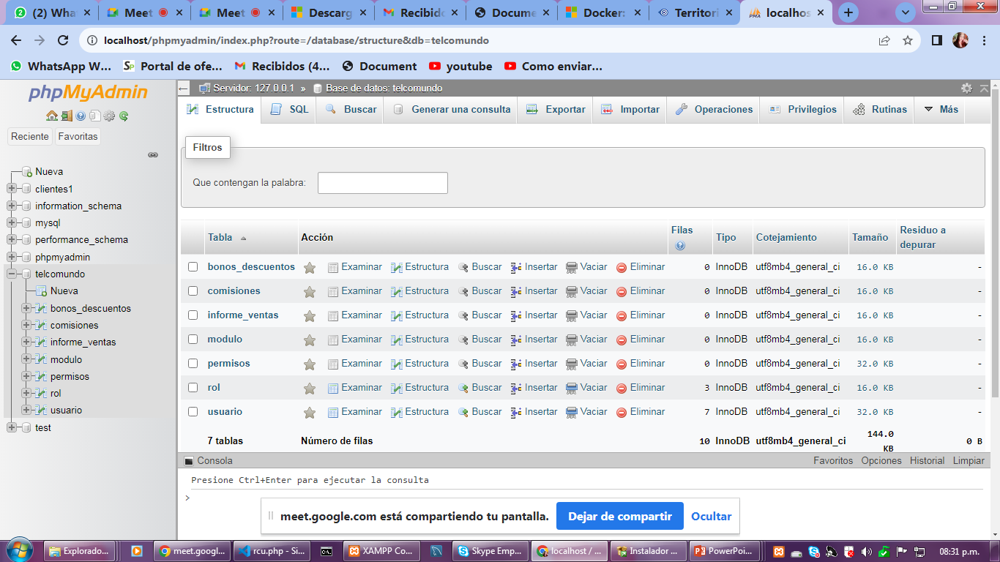 (2) Wha
Meet
Meet
Descarg
Recibido
Docume
Docker:
Territori
localhos
localhost/phpmyadmin/index.php?route=/database/structure&db=telcomundo
WhatsApp W...
Portal de ofe...
Recibidos (4...
Document
youtube
Como enviar...
phpMyAdmin
Reciente
Favoritas
Nueva
clientes1
information_schema
mysql
performance_schema
phpmyadmin
telcomundo
Nueva
bonos_descuentos
comisiones
informe_ventas
modulo
permisos
rol
usuario
test
Servidor: 127.0.0.1 » Base de datos: telcomundo
Estructura SQL Buscar Generar una consulta Exportar Importar Operaciones Privilegios Rutinas Más
Filtros
Que contengan la palabra:
Tabla Acción Filas Tipo Cotejamiento Tamaño Residuo a depurar
bonos_descuentos Examinar Estructura Buscar Insertar Vaciar Eliminar 0 InnoDB utf8mb4_general_ci 16.0 KB -
comisiones Examinar Estructura Buscar Insertar Vaciar Eliminar 0 InnoDB utf8mb4_general_ci 16.0 KB -
informe_ventas Examinar Estructura Buscar Insertar Vaciar Eliminar 0 InnoDB utf8mb4_general_ci 16.0 KB -
modulo Examinar Estructura Buscar Insertar Vaciar Eliminar 0 InnoDB utf8mb4_general_ci 16.0 KB -
permisos Examinar Estructura Buscar Insertar Vaciar Eliminar 0 InnoDB utf8mb4_general_ci 32.0 KB -
rol Examinar Estructura Buscar Insertar Vaciar Eliminar 3 InnoDB utf8mb4_general_ci 16.0 KB -
usuario Examinar Estructura Buscar Insertar Vaciar Eliminar 7 InnoDB utf8mb4_general_ci 32.0 KB -
7 tablas Número de filas 10 InnoDB utf8mb4_general_ci 144.0 KB 0 B
Consola Favoritos Opciones Historial Limpiar
Presione Ctrl+Enter para ejecutar la consulta
>
meet.google.com está compartiendo tu pantalla. Dejar de compartir Ocultar
Explorado...
meet.googl...
rcu.php - Si...
XAMPP Co...
Skype Emp...
localhost / ...
Instalador ...
PowerPoi...
08:31 p.m.